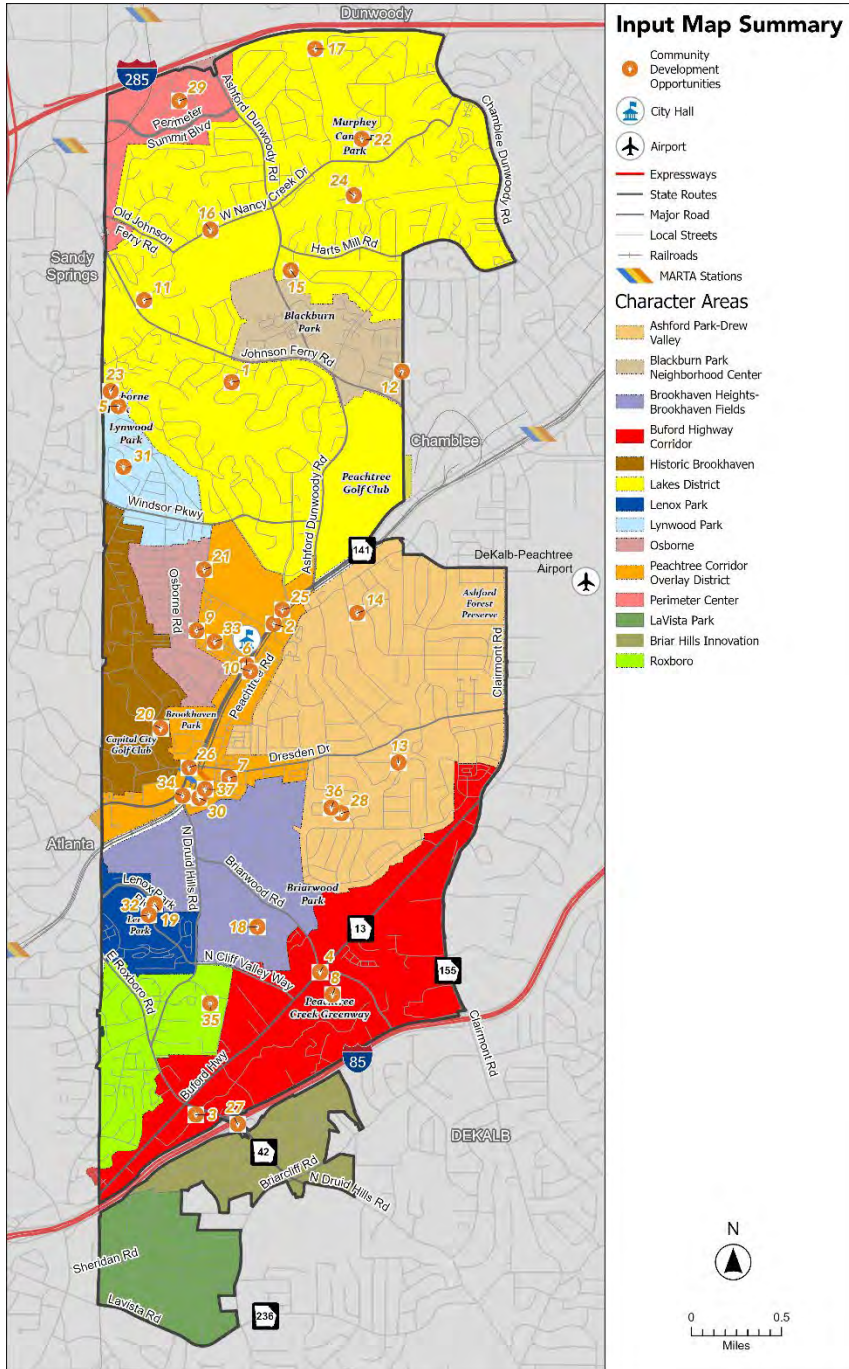 Dunwoody
Input Map Summary
Community
Development
Opportunities
City Hall
Airport
Expressways
State Routes
Major Road
Local Streets
Railroads
MARTA Stations
Character Areas
Ashford Park-Drew
Valley
Blackburn Park
Neighborhood Center
Brookhaven Heights-
Brookhaven Fields
Buford Highway
Corridor
Historic Brookhaven
Lakes District
Lenox Park
Lynwood Park
Osborne
Peachtree Corridor
Overlay District
Perimeter Center
LaVista Park
Briar Hills Innovation
Roxboro
N
0 0.5
Miles
17
285
29
Perimeter
Summit Blvd
Ashford Dunwoody Rd
Murphey
Park
22
Chamblee Dunwoody Rd
24
W Nancy Creek Dr
16
Old Johnson
Ferry Rd
Sandy
Springs
Harts Mill Rd
15
11
Blackburn
Park
Johnson Ferry Rd
1
12
23
5
Lynwood
Park
Chamblee
31
Peachtree
Golf Club
Ashford Dunwoody Rd
Windsor Pkwy
141
DeKalb-Peachtree
Airport
21
Osborne Rd
25
14
Ashford
Forest
Preserve
9
33
2
6
10
Peachtree Rd
Clairmont Rd
20
Brookhaven
Park
Capital City
Golf Club
26
7
Dresden Dr
13
34
37
30
36
28
Atlanta
N Druid Hills Rd
Briarwood Rd
Briarwood
Park
Lenox Park
32
19
Park
18
13
N Cliff Valley Way
4
155
E Roxboro Rd
8
35
Peachtree
Creek Greenway
Clairmont Rd
Buford Hwy
85
3
27
DEKALB
42
Briarcliff Rd
N Druid Hills Rd
Sheridan Rd
Lavista Rd
236